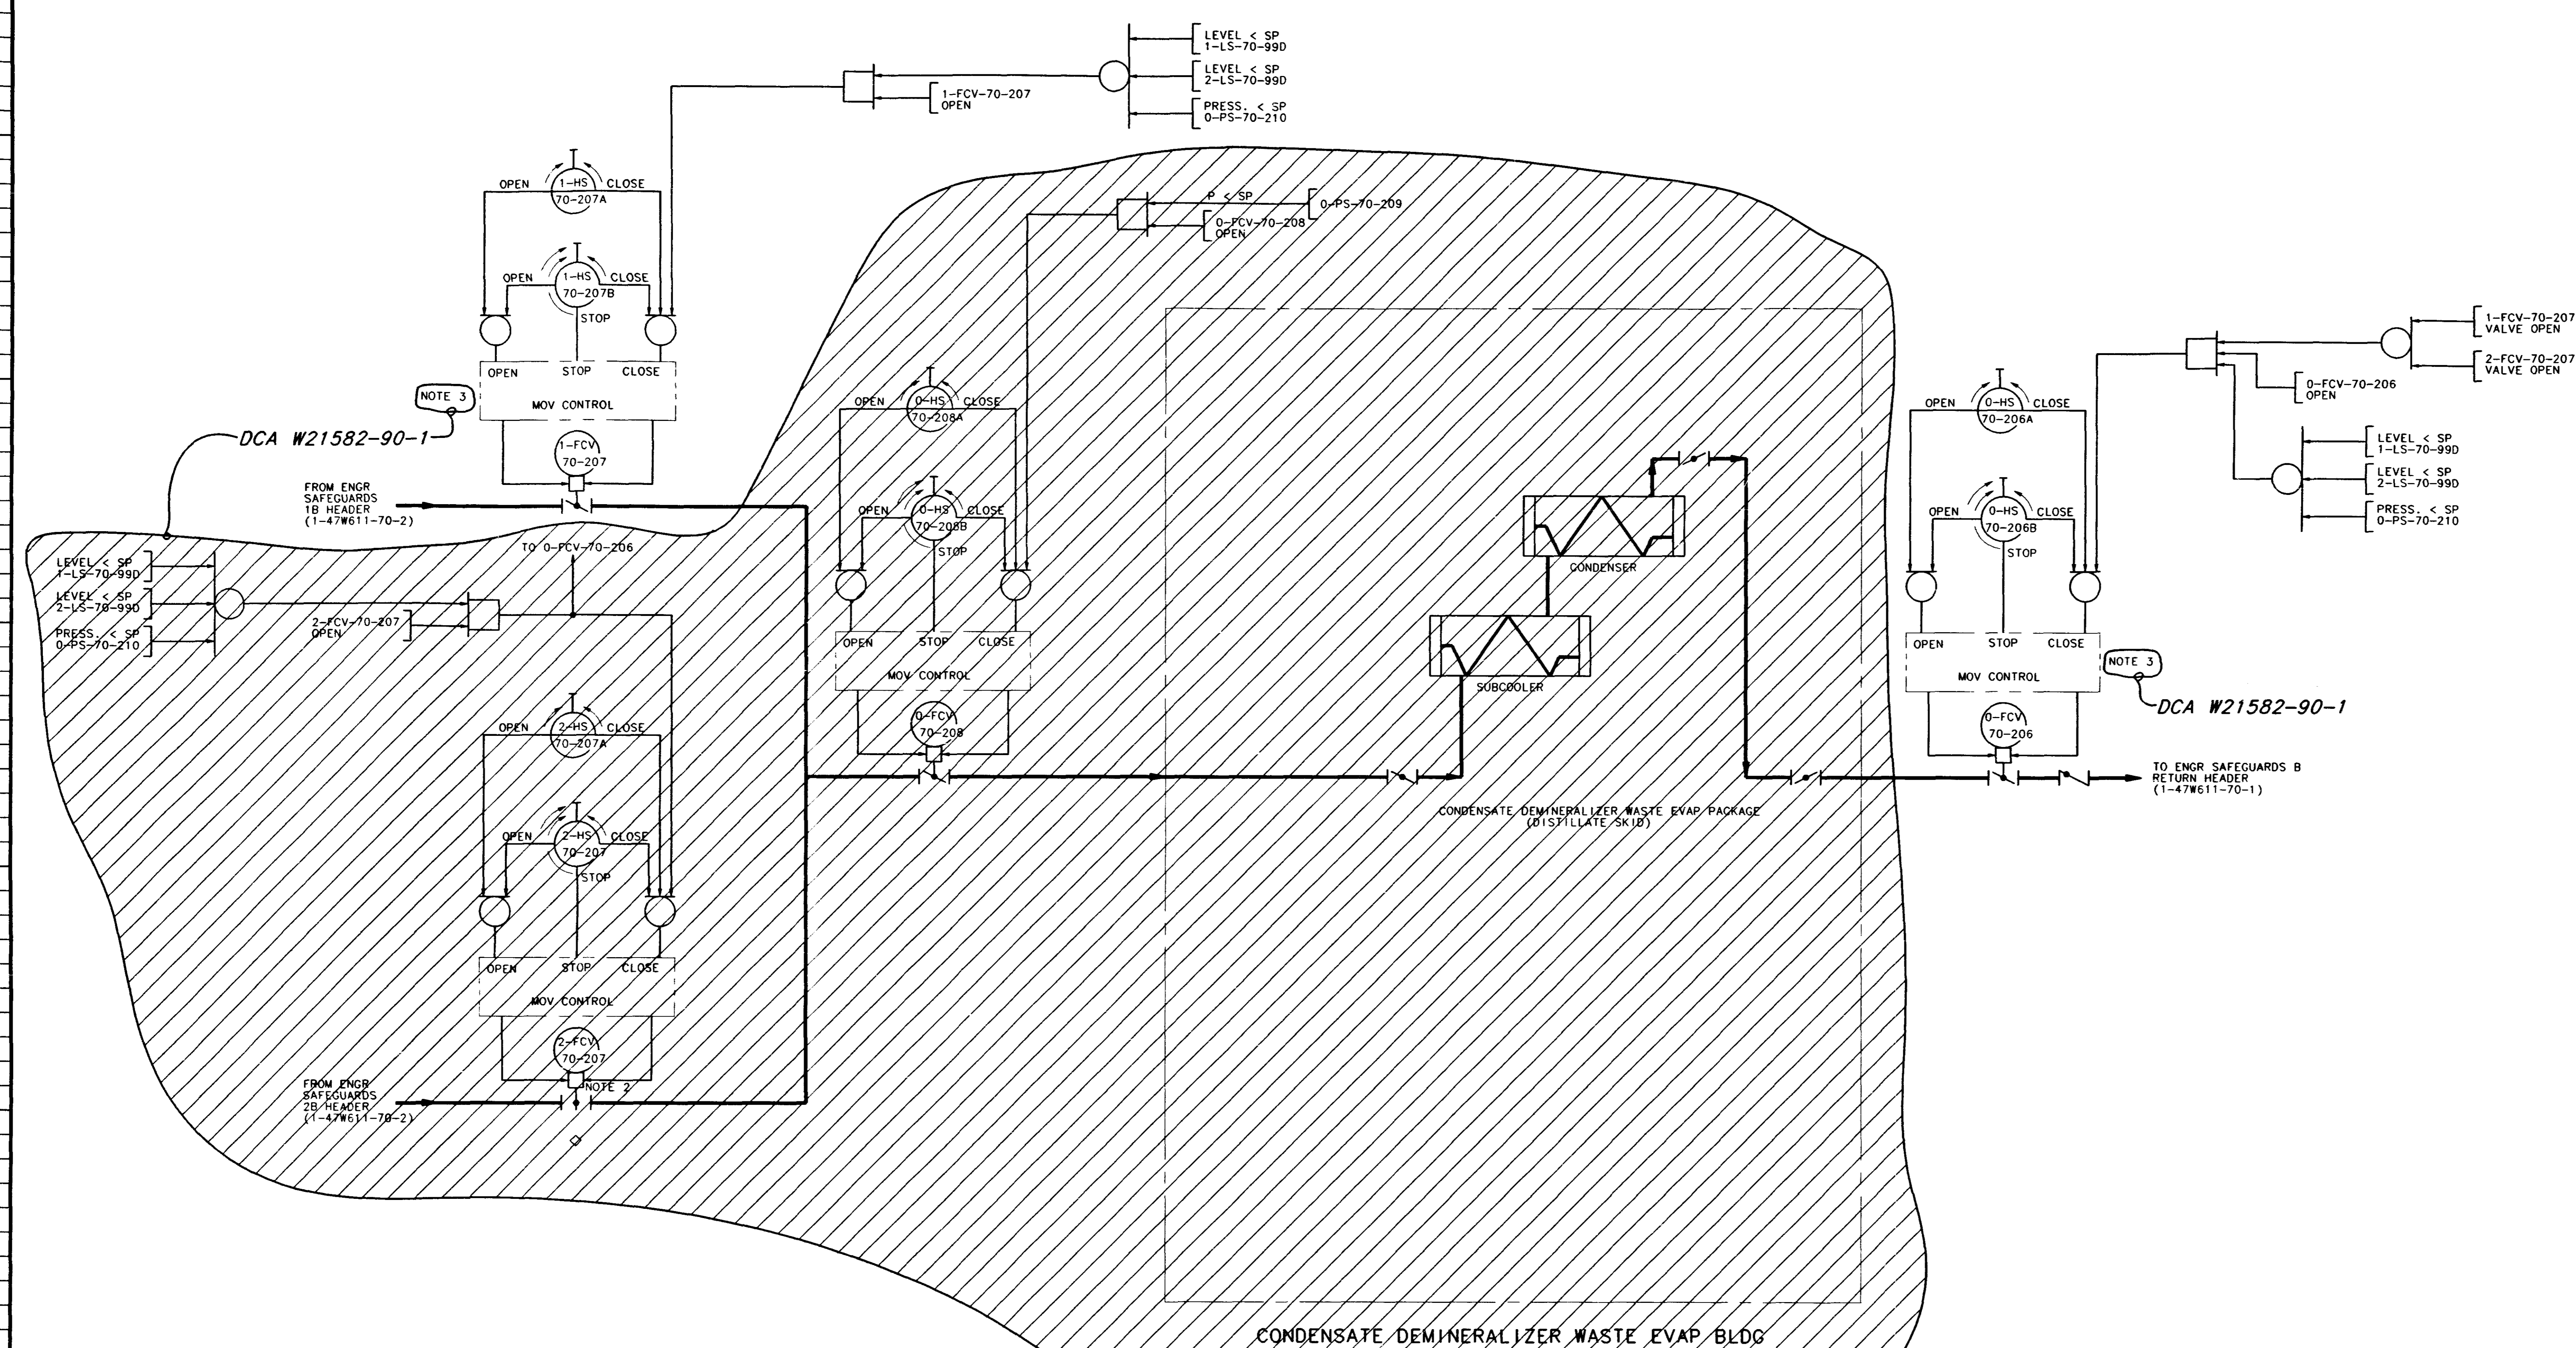 LEVEL < SP
1-LS-70-99D
LEVEL < SP
2-LS-70-99D
PRESS. < SP
0-PS-70-210
1-FCV-70-207
OPEN
OPEN
1-HS
CLOSE
70-207A
OPEN
1-HS
CLOSE
70-207B
STOP
OPEN
STOP
CLOSE
MOV CONTROL
NOTE 3
DCA W21582-90-1
1-FCV
70-207
FROM ENGR
SAFEGUARDS
1B HEADER
(1-47W611-70-2)
P < SP
0-PS-70-209
0-FCV-70-208
OPEN
OPEN
0-HS
CLOSE
70-208A
OPEN
0-HS
CLOSE
70-208B
STOP
OPEN
STOP
CLOSE
MOV CONTROL
0-FCV
70-208
TO 0-FCV-70-206
LEVEL < SP
1-LS-70-99D
LEVEL < SP
2-LS-70-99D
PRESS. < SP
0-PS-70-210
2-FCV-70-207
OPEN
OPEN
2-HS
CLOSE
70-207A
OPEN
2-HS
CLOSE
70-207
STOP
OPEN
STOP
CLOSE
MOV CONTROL
2-FCV
70-207
NOTE 2
FROM ENGR
SAFEGUARDS
2B HEADER
(1-47W611-70-2)
CONDENSER
SUBCOOLER
CONDENSATE DEMINERALIZER WASTE EVAP PACKAGE
(DISTILLATE SKID)
CONDENSATE DEMINERALIZER WASTE EVAP BLDG
1-FCV-70-207
VALVE OPEN
2-FCV-70-207
VALVE OPEN
0-FCV-70-206
OPEN
LEVEL < SP
1-LS-70-99D
LEVEL < SP
2-LS-70-99D
PRESS. < SP
0-PS-70-210
OPEN
0-HS
CLOSE
70-206A
OPEN
0-HS
CLOSE
70-206B
STOP
OPEN
STOP
CLOSE
MOV CONTROL
NOTE 3
DCA W21582-90-1
0-FCV
70-206
TO ENGR SAFEGUARDS B
RETURN HEADER
(1-47W611-70-1)